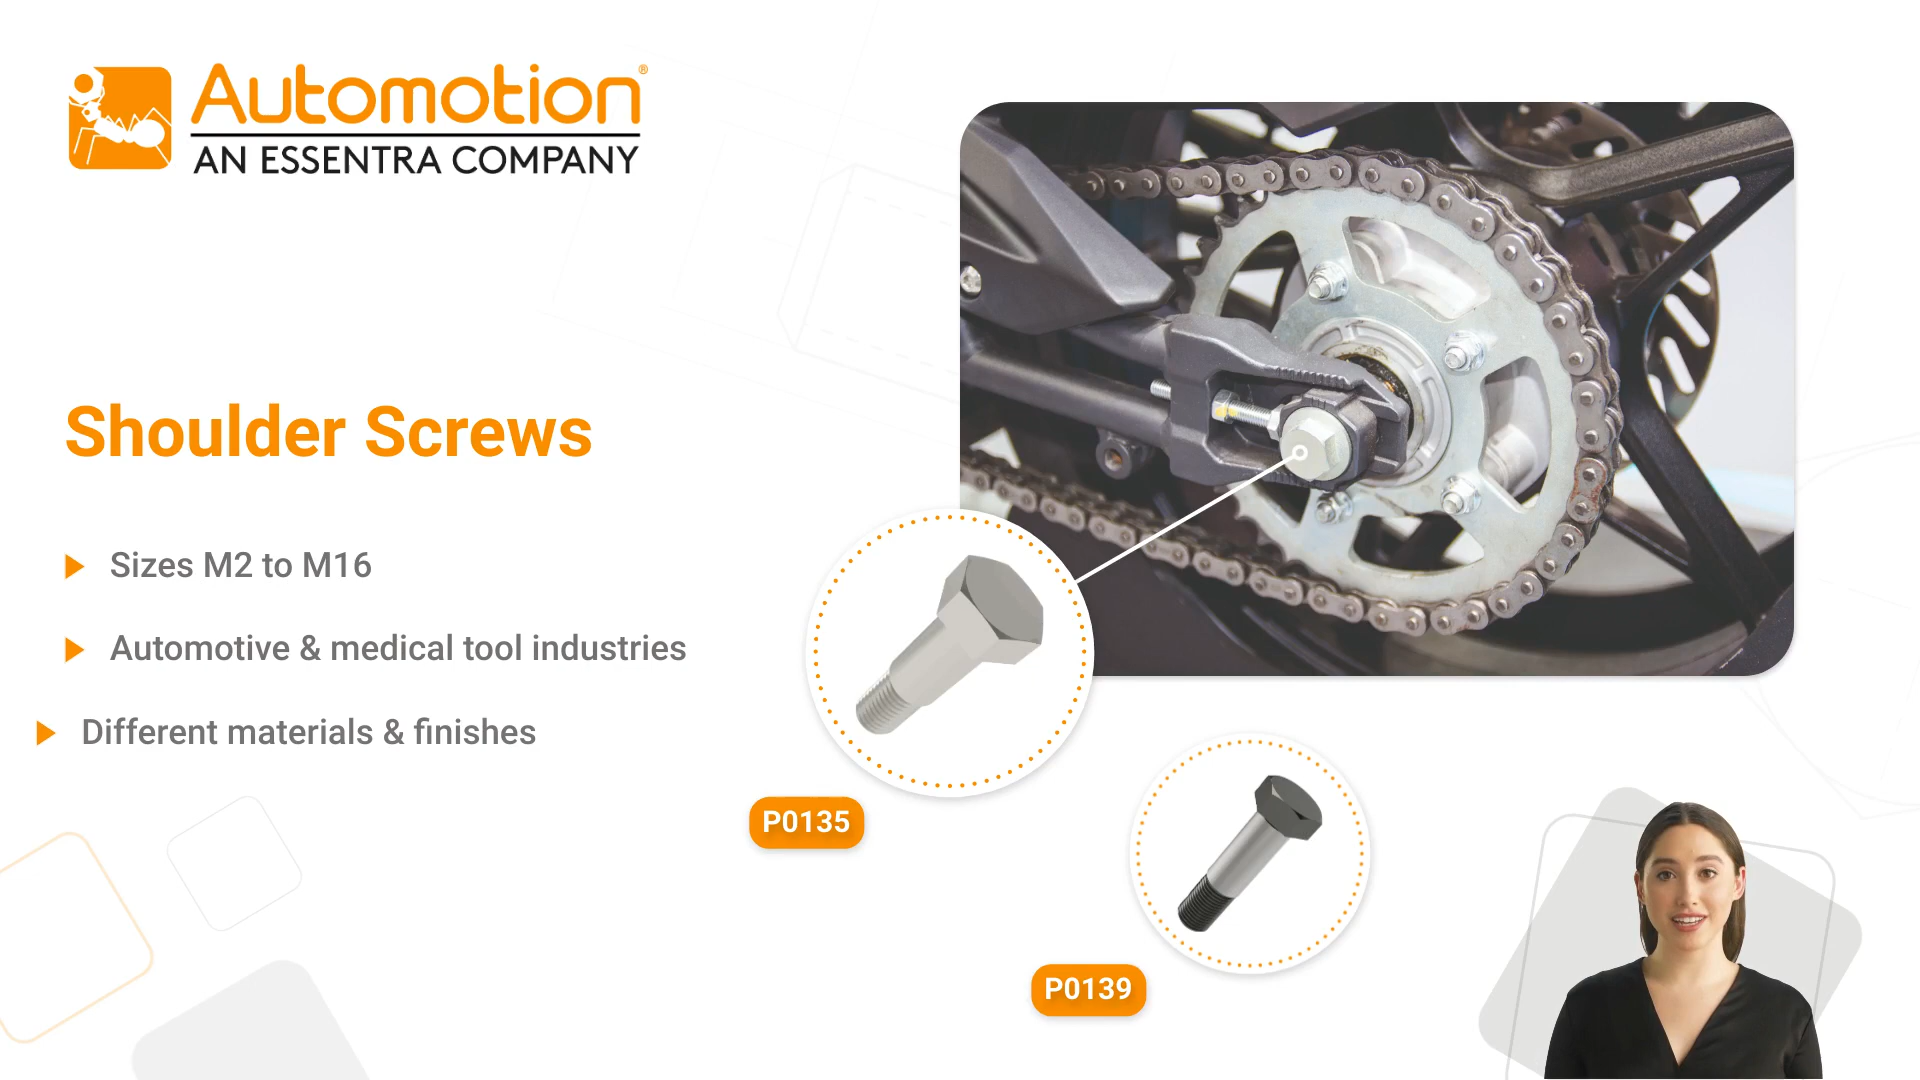 Automotion®
AN ESSENTRA COMPANY
Shoulder Screws
Sizes M2 to M16
Automotive & medical tool industries
Different materials & finishes
P0135
P0139